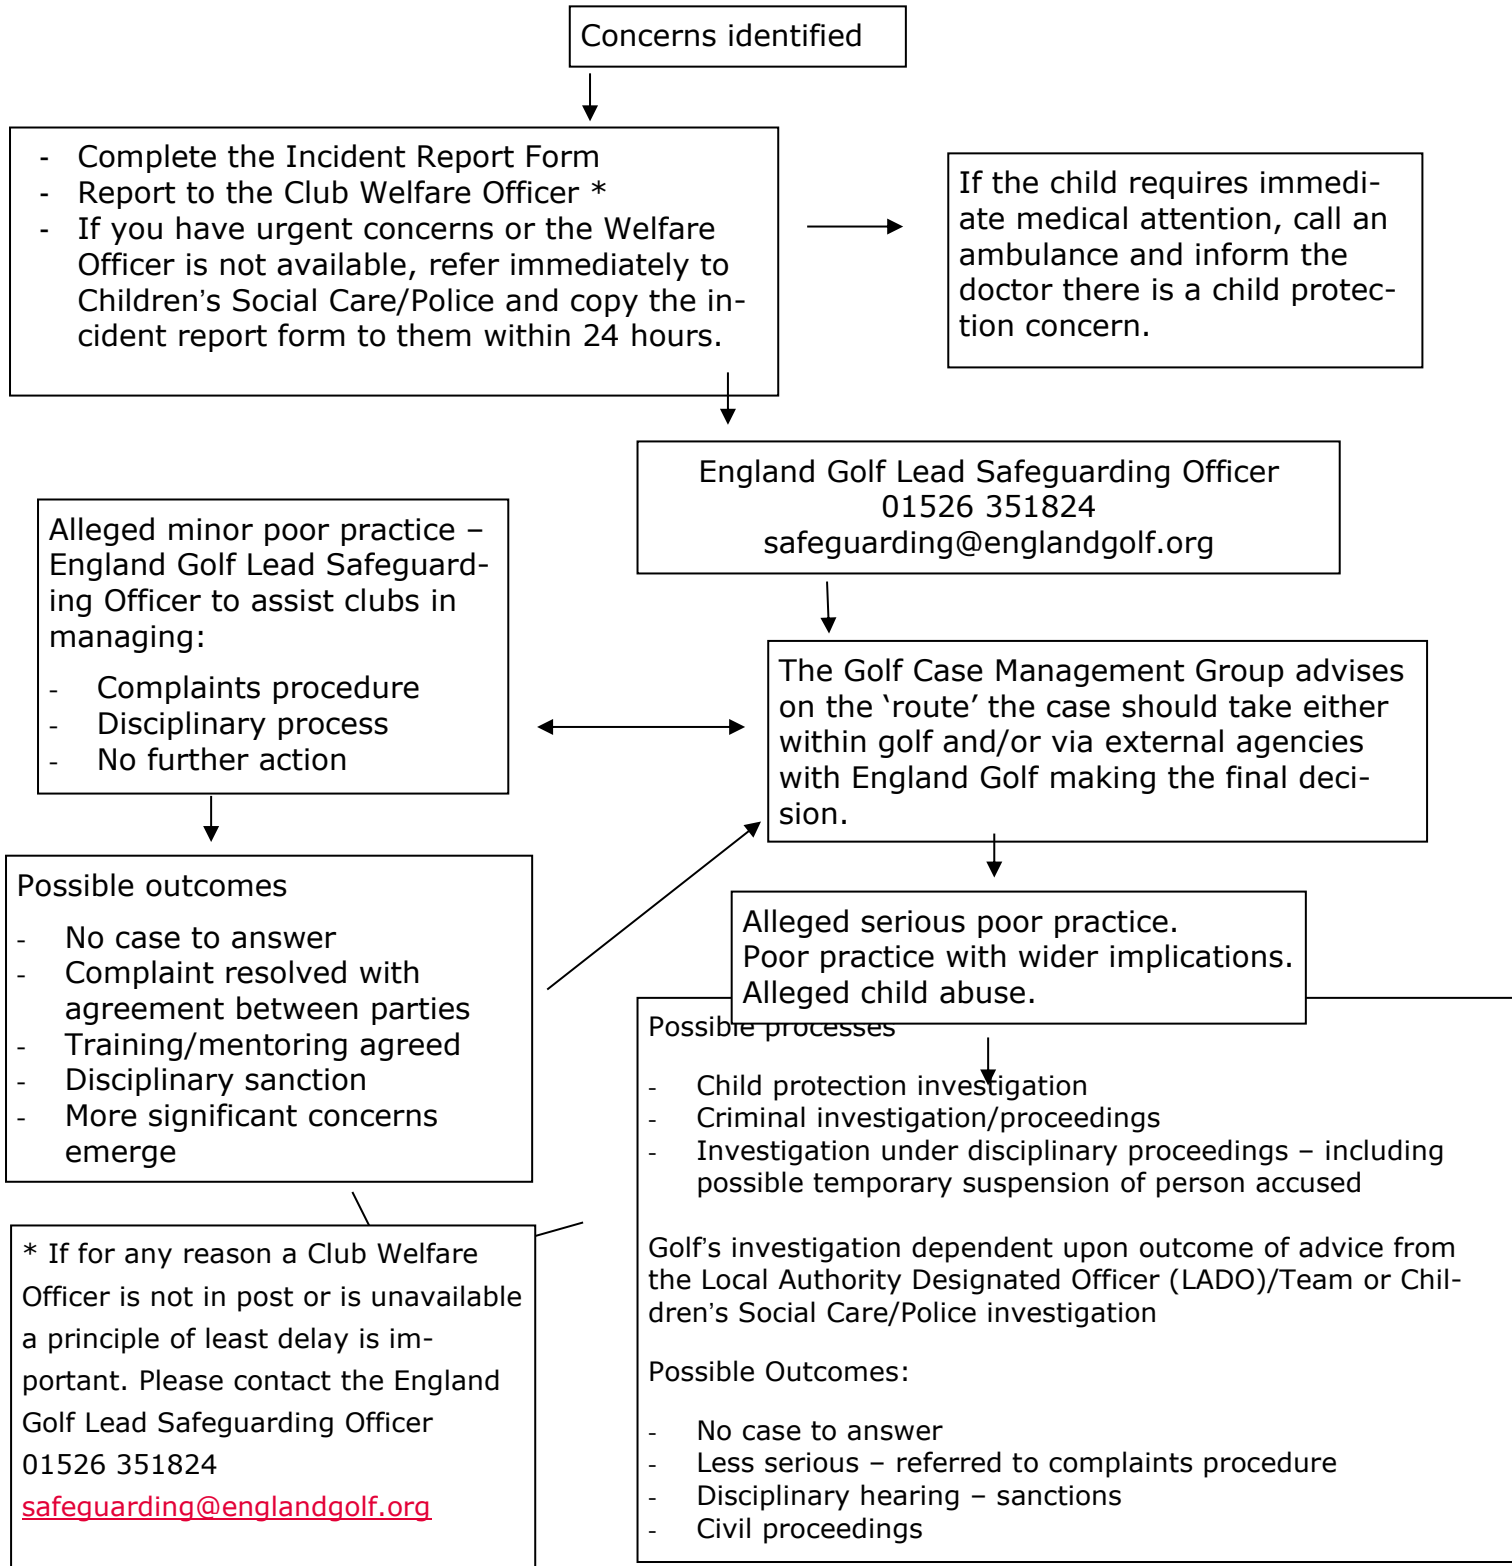 Concerns identified
- Complete the Incident Report Form
- Report to the Club Welfare Officer *
- If you have urgent concerns or the Welfare
Officer is not available, refer immediately to
Children's Social Care/Police and copy the in-
cident report form to them within 24 hours.
If the child requires immedi-
ate medical attention, call an
ambulance and inform the
doctor there is a child protec-
tion concern.
England Golf Lead Safeguarding Officer
01526 351824
safeguarding@englandgolf.org
Alleged minor poor practice –
England Golf Lead Safeguard-
ing Officer to assist clubs in
managing:
- Complaints procedure
- Disciplinary process
- No further action
The Golf Case Management Group advises
on the ‘route’ the case should take either
within golf and/or via external agencies
with England Golf making the final deci-
sion.
Possible outcomes
- No case to answer
- Complaint resolved with
agreement between parties
- Training/mentoring agreed
- Disciplinary sanction
- More significant concerns
emerge
Alleged serious poor practice.
Poor practice with wider implications.
Alleged child abuse.
Possible processes
- Child protection investigation
- Criminal investigation/proceedings
- Investigation under disciplinary proceedings – including
possible temporary suspension of person accused
Golf's investigation dependent upon outcome of advice from
the Local Authority Designated Officer (LADO)/Team or Chil-
dren's Social Care/Police investigation
Possible Outcomes:
- No case to answer
- Less serious – referred to complaints procedure
- Disciplinary hearing – sanctions
- Civil proceedings
* If for any reason a Club Welfare
Officer is not in post or is unavailable
a principle of least delay is im-
portant. Please contact the England
Golf Lead Safeguarding Officer
01526 351824
safeguarding@englandgolf.org